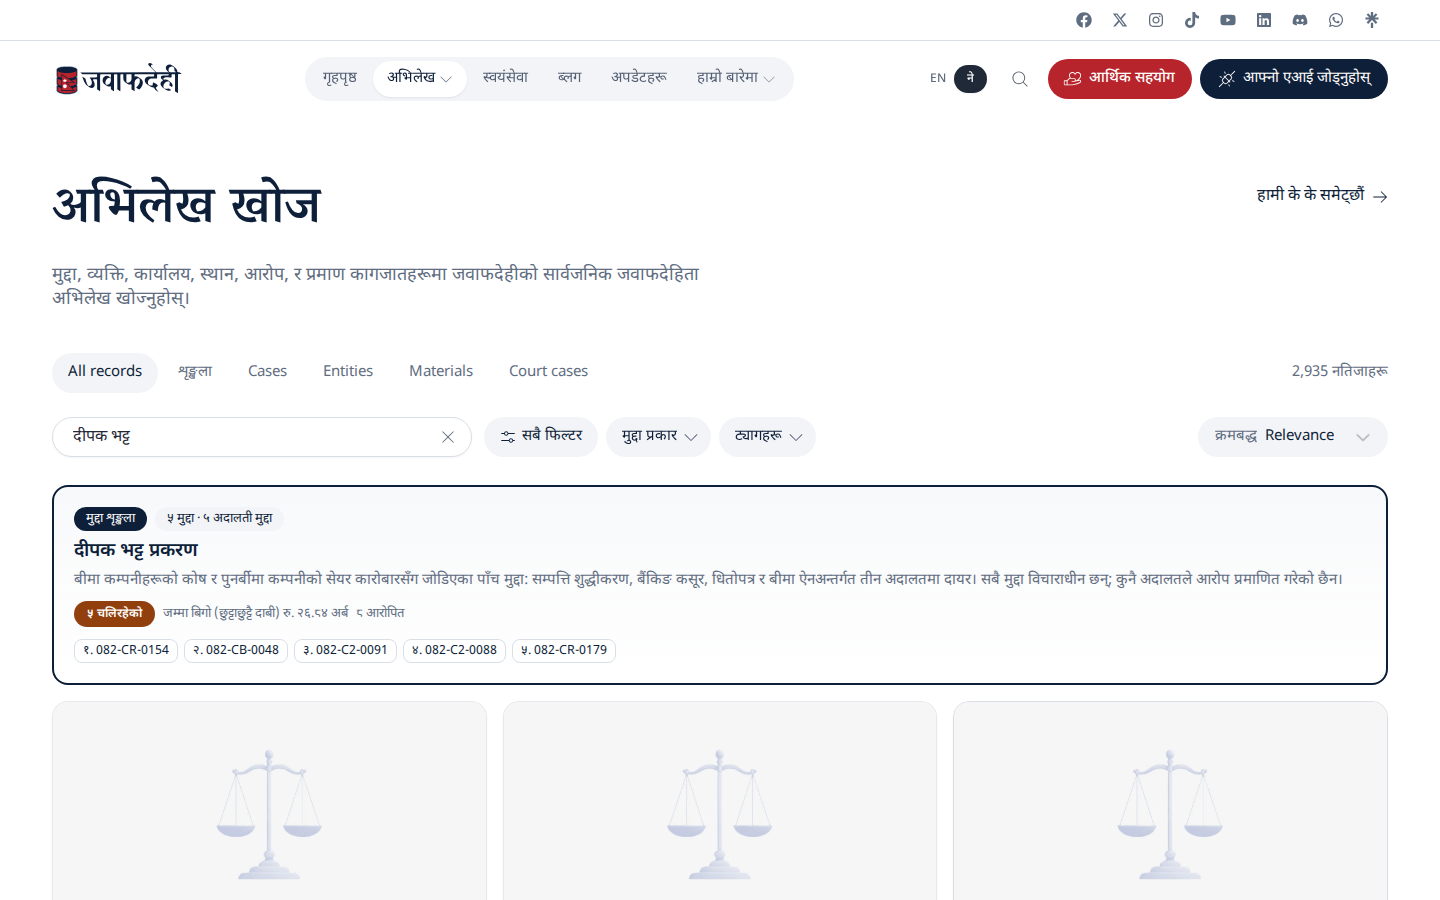 जवाफदेही
गृहपृष्ठ
अभिलेख
स्वयंसेवा
ब्लग
अपडेटहरू
हाम्रो बारेमा
EN
ने
आर्थिक सहयोग
आफ्नो एआई जोड्नुहोस्
अभिलेख खोज
हामी के के समेट्छौं
मुद्दा, व्यक्ति, कार्यालय, स्थान, आरोप, र प्रमाण कागजातहरूमा जवाफदेहीको सार्वजनिक जवाफदेहिता
अभिलेख खोज्नुहोस्।
All records
शृङ्खला
Cases
Entities
Materials
Court cases
2,935 नतिजाहरू
दीपक भट्ट
सबै फिल्टर
मुद्दा प्रकार
ट्यागहरू
क्रमबद्ध Relevance
मुद्दा शृङ्खला
५ मुद्दा · ५ अदालती मुद्दा
दीपक भट्ट प्रकरण
बीमा कम्पनीहरूको कोष र पुनर्बीमा कम्पनीको सेयर कारोबारसँग जोडिएका पाँच मुद्दा: सम्पत्ति शुद्धीकरण, बैंकिङ कसूर, धितोपत्र र बीमा ऐनअन्तर्गत तीन अदालतमा दायर। सबै मुद्दा विचाराधीन छन्; कुनै अदालतले आरोप प्रमाणित गरेको छैन।
५ चलिरहेको
जम्मा बिगो (छुट्टाछुट्टै दाबी) रु. २६.९४ अर्ब
८ आरोपित
१. 082-CR-0154
२. 082-CB-0048
३. 082-C2-0091
४. 082-C2-0088
५. 082-CR-0179